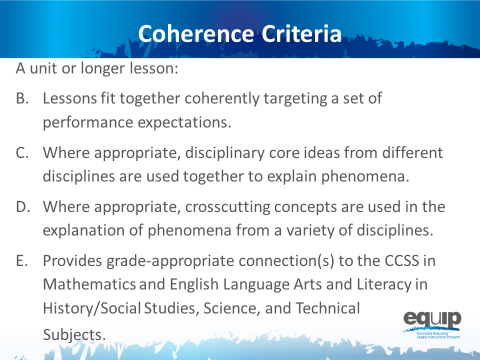 Coherence Criteria
A unit or longer lesson:
B. Lessons fit together coherently targeting a set of
performance expectations.
C. Where appropriate, disciplinary core ideas from different
disciplines are used together to explain phenomena.
D. Where appropriate, crosscutting concepts are used in the
explanation of phenomena from a variety of disciplines.
E. Provides grade-appropriate connection(s) to the CCSS in
Mathematics and English Language Arts and Literacy in
History/Social Studies, Science, and Technical
Subjects.
equip
Educators Evaluating
Quality Instructional Products